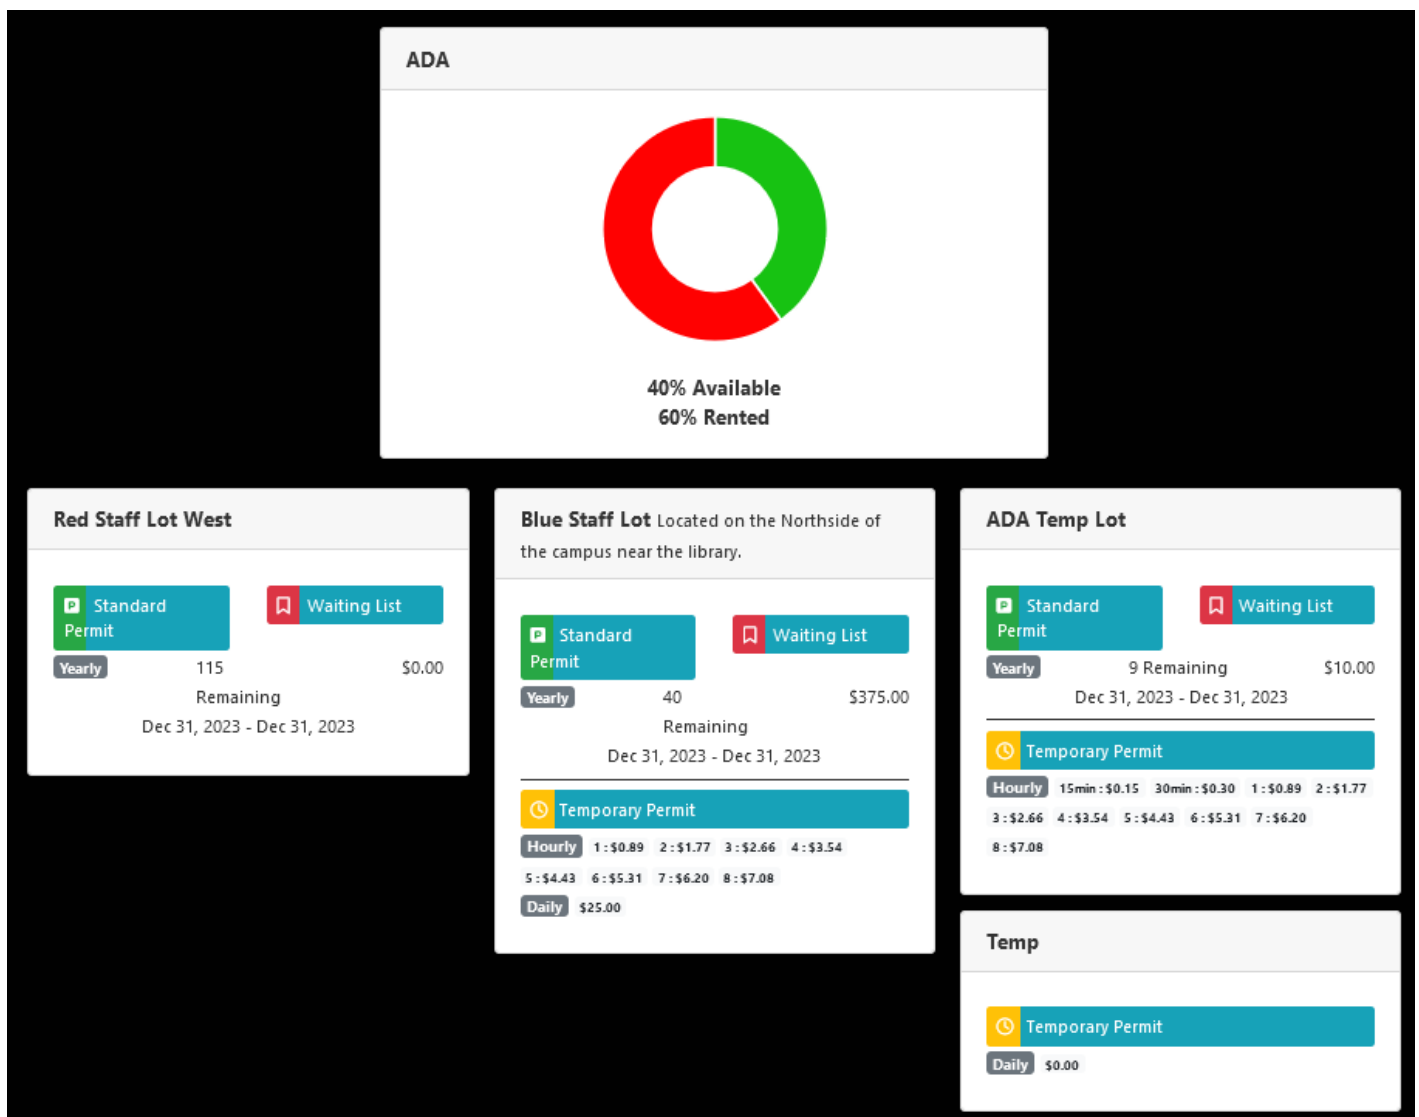 ADA
40% Available
60% Rented
Red Staff Lot West
Standard
Permit
Waiting List
Yearly 115 $0.00
Remaining
Dec 31, 2023 - Dec 31, 2023
Blue Staff Lot Located on the Northside of
the campus near the library.
Standard
Permit
Waiting List
Yearly 40 $375.00
Remaining
Dec 31, 2023 - Dec 31, 2023
Temporary Permit
Hourly 1 : $0.89 2 : $1.77 3 : $2.66 4 : $3.54
5 : $4.43 6 : $5.31 7 : $6.20 8 : $7.08
Daily $25.00
ADA Temp Lot
Standard
Permit
Waiting List
Yearly 9 Remaining $10.00
Dec 31, 2023 - Dec 31, 2023
Temporary Permit
Hourly 15min : $0.15 30min : $0.30 1 : $0.89 2 : $1.77
3 : $2.66 4 : $3.54 5 : $4.43 6 : $5.31 7 : $6.20
8 : $7.08
Temp
Temporary Permit
Daily $0.00